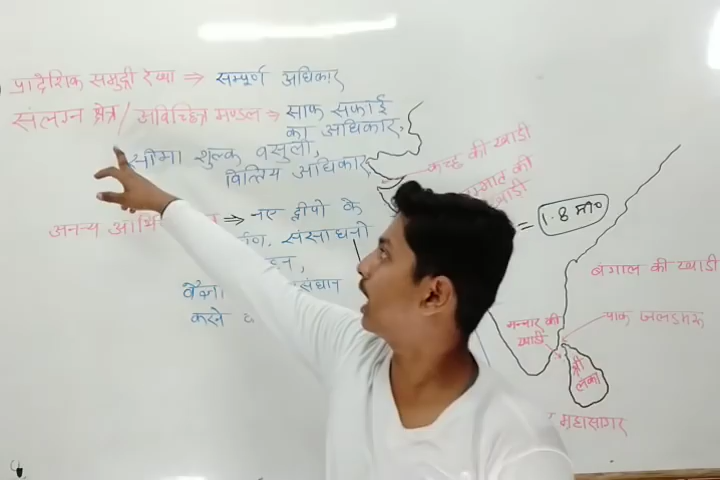 प्रादेशिक समुद्री रेखा ⇒ सम्पूर्ण अधिकार
संलग्न क्षेत्र / अविच्छिन्न मण्डल ⇒ साफ सफाई
का अधिकार,
सीमा शुल्क वसुली,
वित्तिय अधिकार
अनन्य ⇒ नए द्वीपो के
संसाधनो
करने
कच्छ की खाड़ी
की
खाड़ी
= 1.8 मी०
बंगाल की खाड़ी
मन्नार की
खाड़ी
पाक जलडमरू
श्री
लंका
महासागर